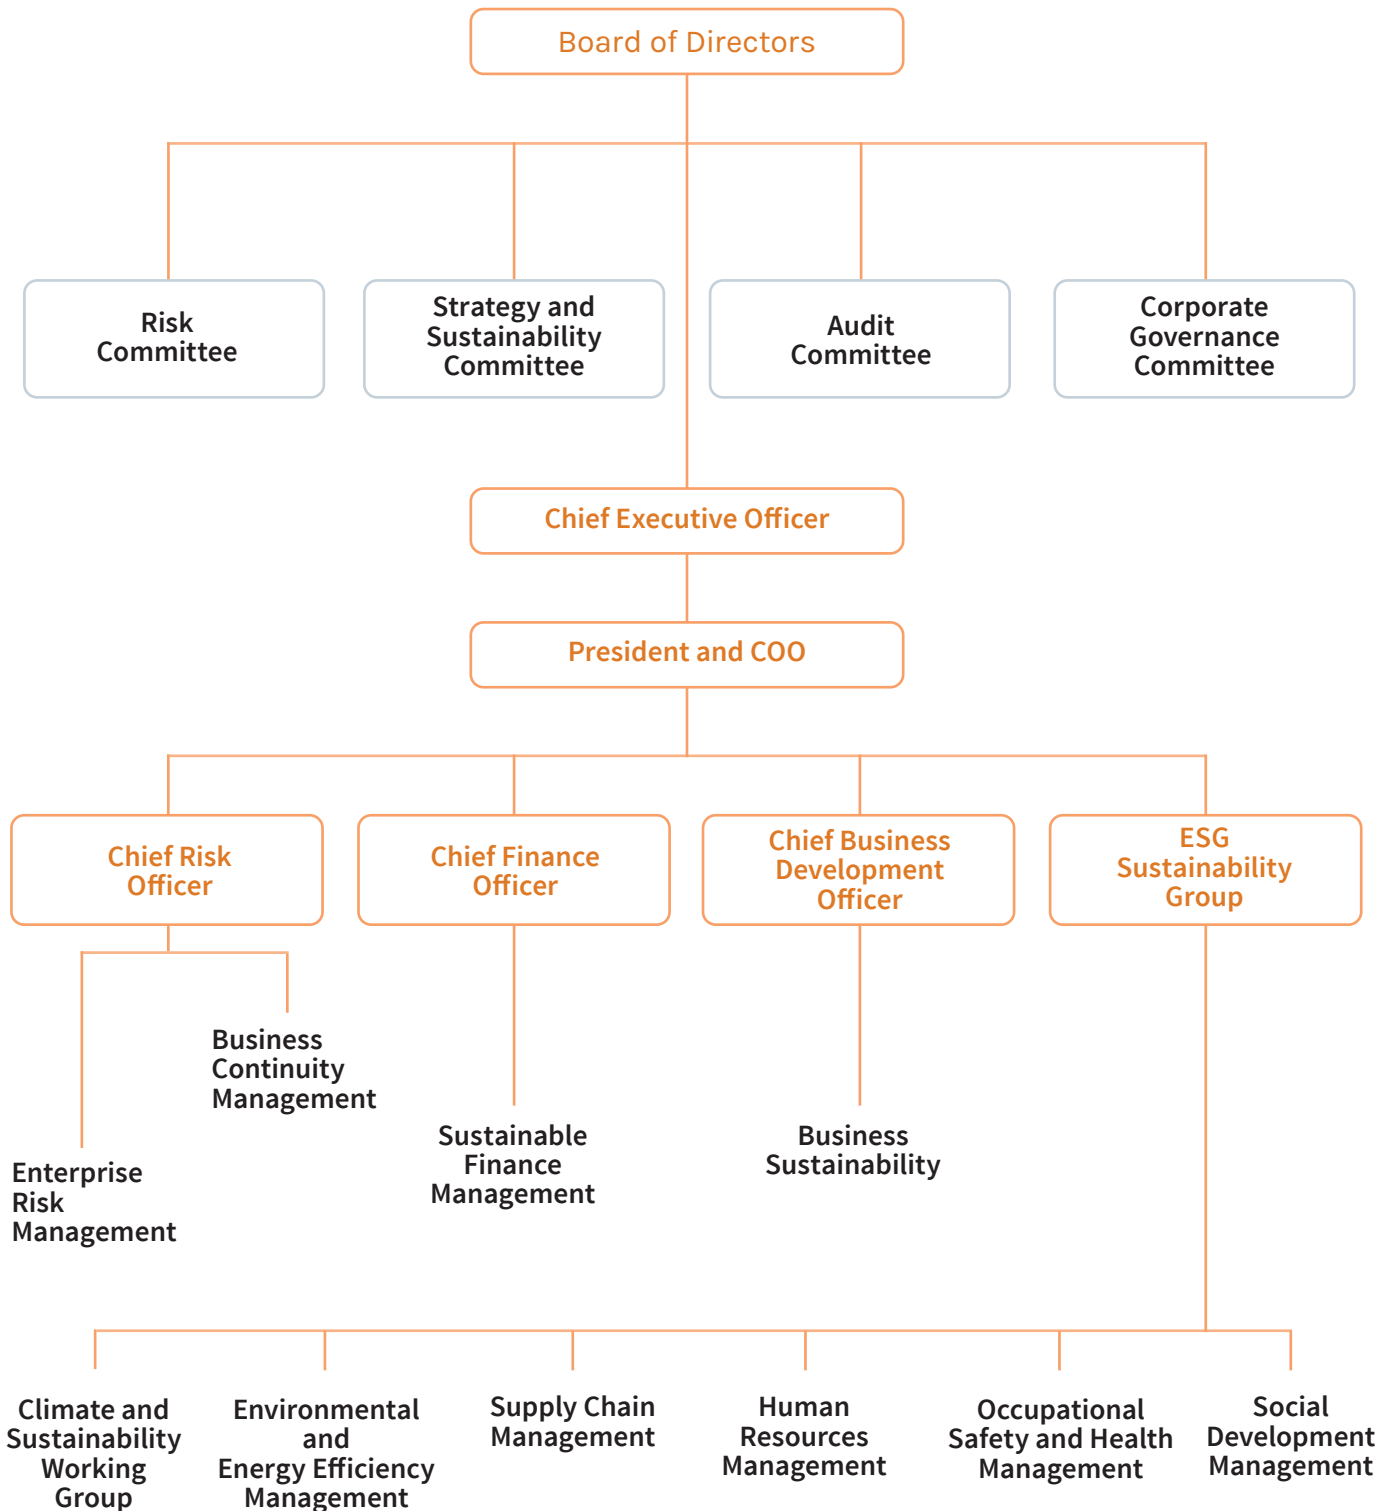 Board of Directors
Risk
Committee
Strategy and
Sustainability
Committee
Audit
Committee
Corporate
Governance
Committee
Chief Executive Officer
President and COO
Chief Risk
Officer
Chief Finance
Officer
Chief Business
Development
Officer
ESG
Sustainability
Group
Business
Continuity
Management
Enterprise
Risk
Management
Sustainable
Finance
Management
Business
Sustainability
Climate and
Sustainability
Working
Group
Environmental
and
Energy Efficiency
Management
Supply Chain
Management
Human
Resources
Management
Occupational
Safety and Health
Management
Social
Development
Management